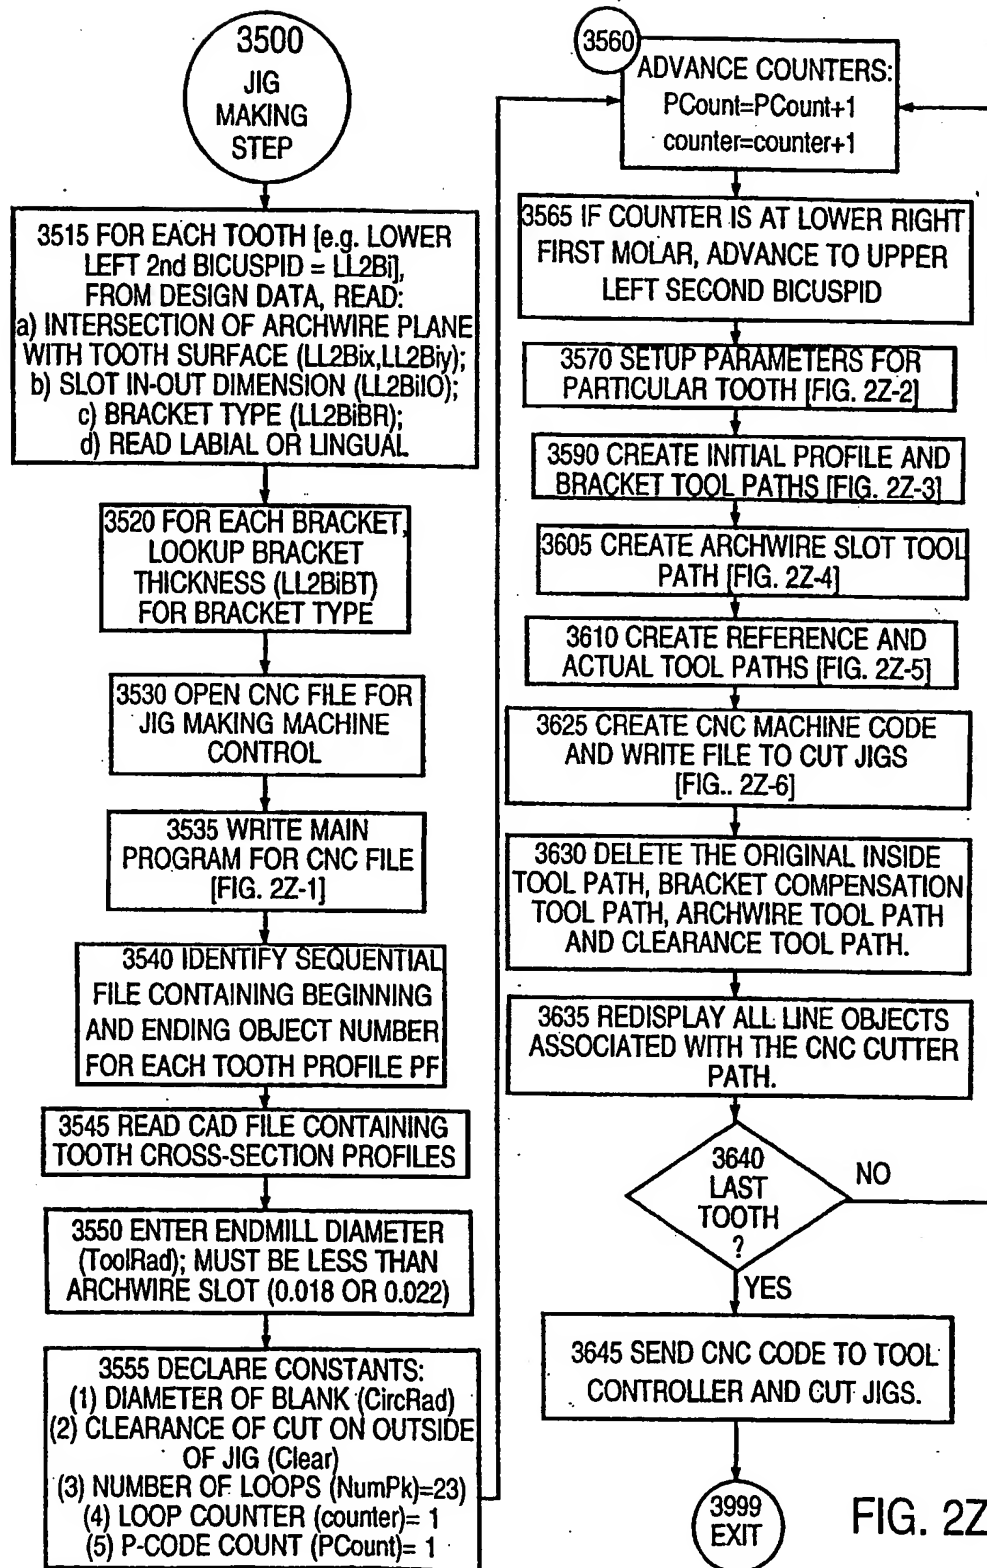 3500
JIG
MAKING
STEP
3515 FOR EACH TOOTH [e.g. LOWER
LEFT 2nd BICUSPID = LL2Bi],
FROM DESIGN DATA, READ:
a) INTERSECTION OF ARCHWIRE PLANE
WITH TOOTH SURFACE (LL2Bix,LL2Biy);
b) SLOT IN-OUT DIMENSION (LL2BiIO);
c) BRACKET TYPE (LL2BiBR);
d) READ LABIAL OR LINGUAL
3520 FOR EACH BRACKET,
LOOKUP BRACKET
THICKNESS (LL2BiBT)
FOR BRACKET TYPE
3530 OPEN CNC FILE FOR
JIG MAKING MACHINE
CONTROL
3535 WRITE MAIN
PROGRAM FOR CNC FILE
[FIG. 2Z-1]
3540 IDENTIFY SEQUENTIAL
FILE CONTAINING BEGINNING
AND ENDING OBJECT NUMBER
FOR EACH TOOTH PROFILE PF
3545 READ CAD FILE CONTAINING
TOOTH CROSS-SECTION PROFILES
3550 ENTER ENDMILL DIAMETER
(ToolRad); MUST BE LESS THAN
ARCHWIRE SLOT (0.018 OR 0.022)
3555 DECLARE CONSTANTS:
(1) DIAMETER OF BLANK (CircRad)
(2) CLEARANCE OF CUT ON OUTSIDE
OF JIG (Clear)
(3) NUMBER OF LOOPS (NumPk)=23)
(4) LOOP COUNTER (counter)= 1
(5) P-CODE COUNT (PCount)= 1
3560
ADVANCE COUNTERS:
PCount=PCount+1
counter=counter+1
3565 IF COUNTER IS AT LOWER RIGHT
FIRST MOLAR, ADVANCE TO UPPER
LEFT SECOND BICUSPID
3570 SETUP PARAMETERS FOR
PARTICULAR TOOTH [FIG. 2Z-2]
3590 CREATE INITIAL PROFILE AND
BRACKET TOOL PATHS [FIG. 2Z-3]
3605 CREATE ARCHWIRE SLOT TOOL
PATH [FIG. 2Z-4]
3610 CREATE REFERENCE AND
ACTUAL TOOL PATHS [FIG. 2Z-5]
3625 CREATE CNC MACHINE CODE
AND WRITE FILE TO CUT JIGS
[FIG.. 2Z-6]
3630 DELETE THE ORIGINAL INSIDE
TOOL PATH, BRACKET COMPENSATION
TOOL PATH, ARCHWIRE TOOL PATH
AND CLEARANCE TOOL PATH.
3635 REDISPLAY ALL LINE OBJECTS
ASSOCIATED WITH THE CNC CUTTER
PATH.
3640
LAST
TOOTH
?
NO
YES
3645 SEND CNC CODE TO TOOL
CONTROLLER AND CUT JIGS.
3999
EXIT
FIG. 2Z